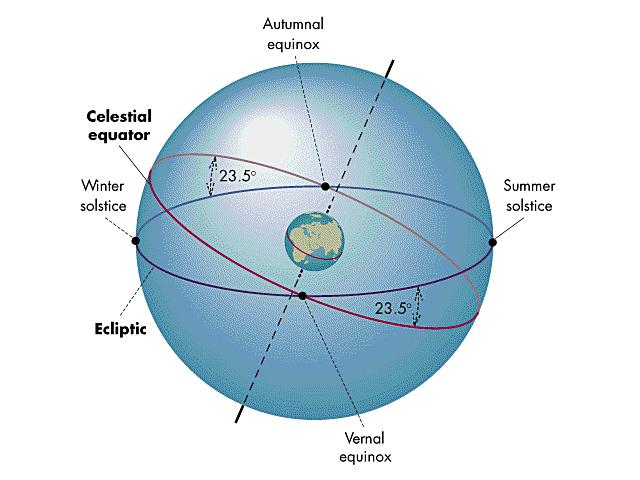 Autumnal
equinox
Celestial
equator
23.5°
Winter
solstice
Summer
solstice
23.5°
Ecliptic
Vernal
equinox